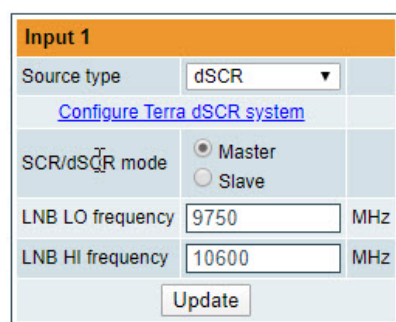 Input 1
Source type dSCR
Configure Terra dSCR system
SCR/dSCR mode Master
Slave
LNB LO frequency 9750 MHz
LNB HI frequency 10600 MHz
Update